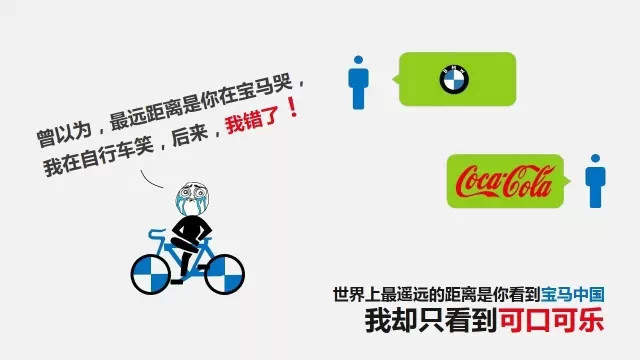 曾以为，最远距离是你在宝马哭，
我在自行车笑，后来，我错了！
BMW
Coca-Cola
世界上最遥远的距离是你看到宝马中国
我却只看到可口可乐